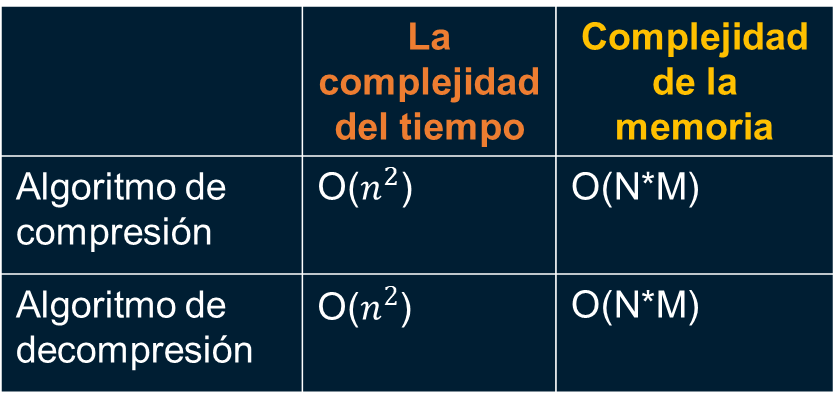 La
complejidad
del tiempo
Complejidad
de la
memoria
Algoritmo de
compresión
O(n²)
O(N*M)
Algoritmo de
decompresión
O(n²)
O(N*M)